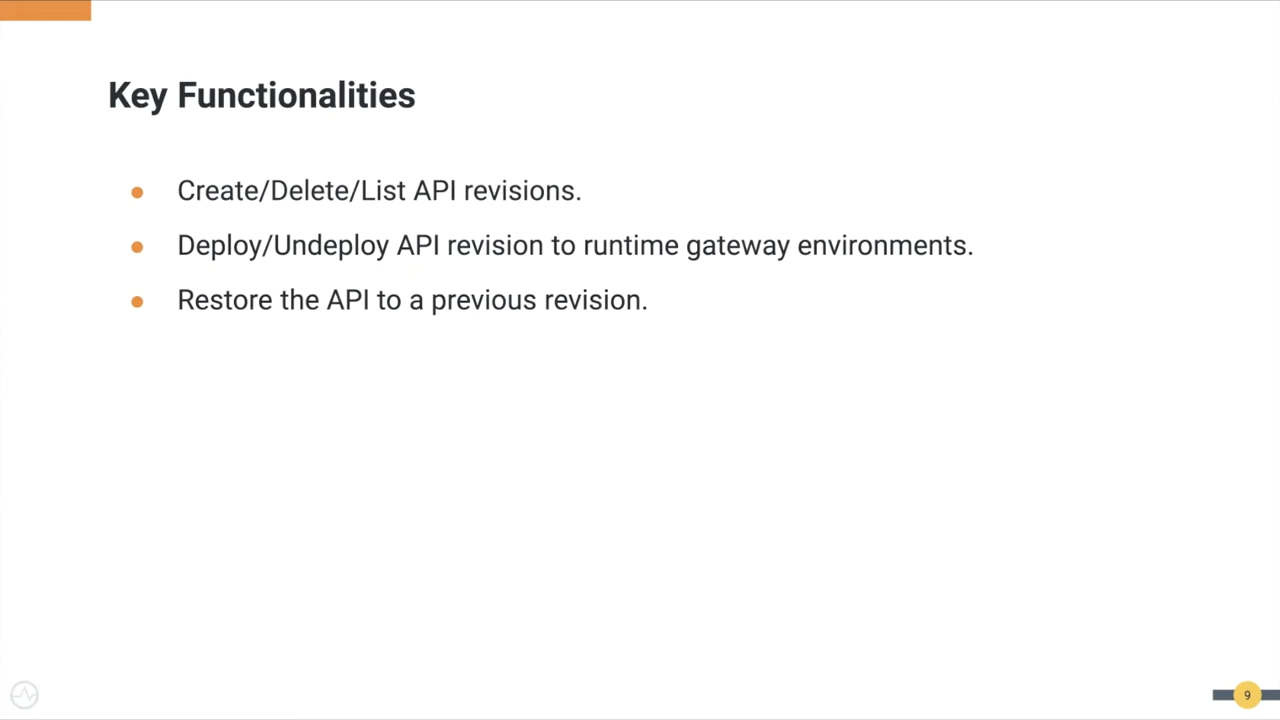 Key Functionalities
● Create/Delete/List API revisions.
● Deploy/Undeploy API revision to runtime gateway environments.
● Restore the API to a previous revision.
9